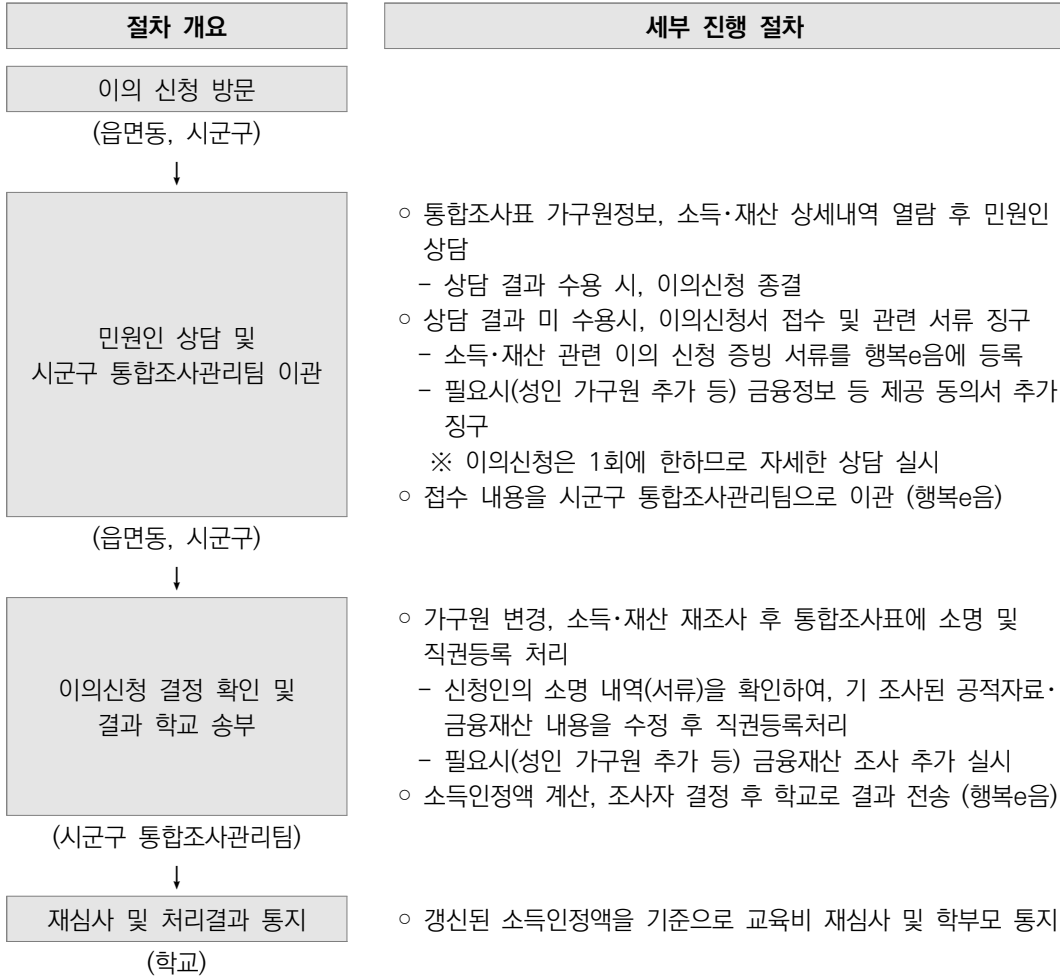 절차 개요
세부 진행 절차
이의 신청 방문
(읍면동, 시군구)
↓
민원인 상담 및
시군구 통합조사관리팀 이관
(읍면동, 시군구)
○ 통합조사표 가구원정보, 소득·재산 상세내역 열람 후 민원인
상담
- 상담 결과 수용 시, 이의신청 종결
○ 상담 결과 미 수용시, 이의신청서 접수 및 관련 서류 징구
- 소득·재산 관련 이의 신청 증빙 서류를 행복e음에 등록
- 필요시(성인 가구원 추가 등) 금융정보 등 제공 동의서 추가
징구
※ 이의신청은 1회에 한하므로 자세한 상담 실시
○ 접수 내용을 시군구 통합조사관리팀으로 이관 (행복e음)
↓
이의신청 결정 확인 및
결과 학교 송부
(시군구 통합조사관리팀)
○ 가구원 변경, 소득·재산 재조사 후 통합조사표에 소명 및
직권등록 처리
- 신청인의 소명 내역(서류)을 확인하여, 기 조사된 공적자료·
금융재산 내용을 수정 후 직권등록처리
- 필요시(성인 가구원 추가 등) 금융재산 조사 추가 실시
○ 소득인정액 계산, 조사자 결정 후 학교로 결과 전송 (행복e음)
↓
재심사 및 처리결과 통지
(학교)
○ 갱신된 소득인정액을 기준으로 교육비 재심사 및 학부모 통지